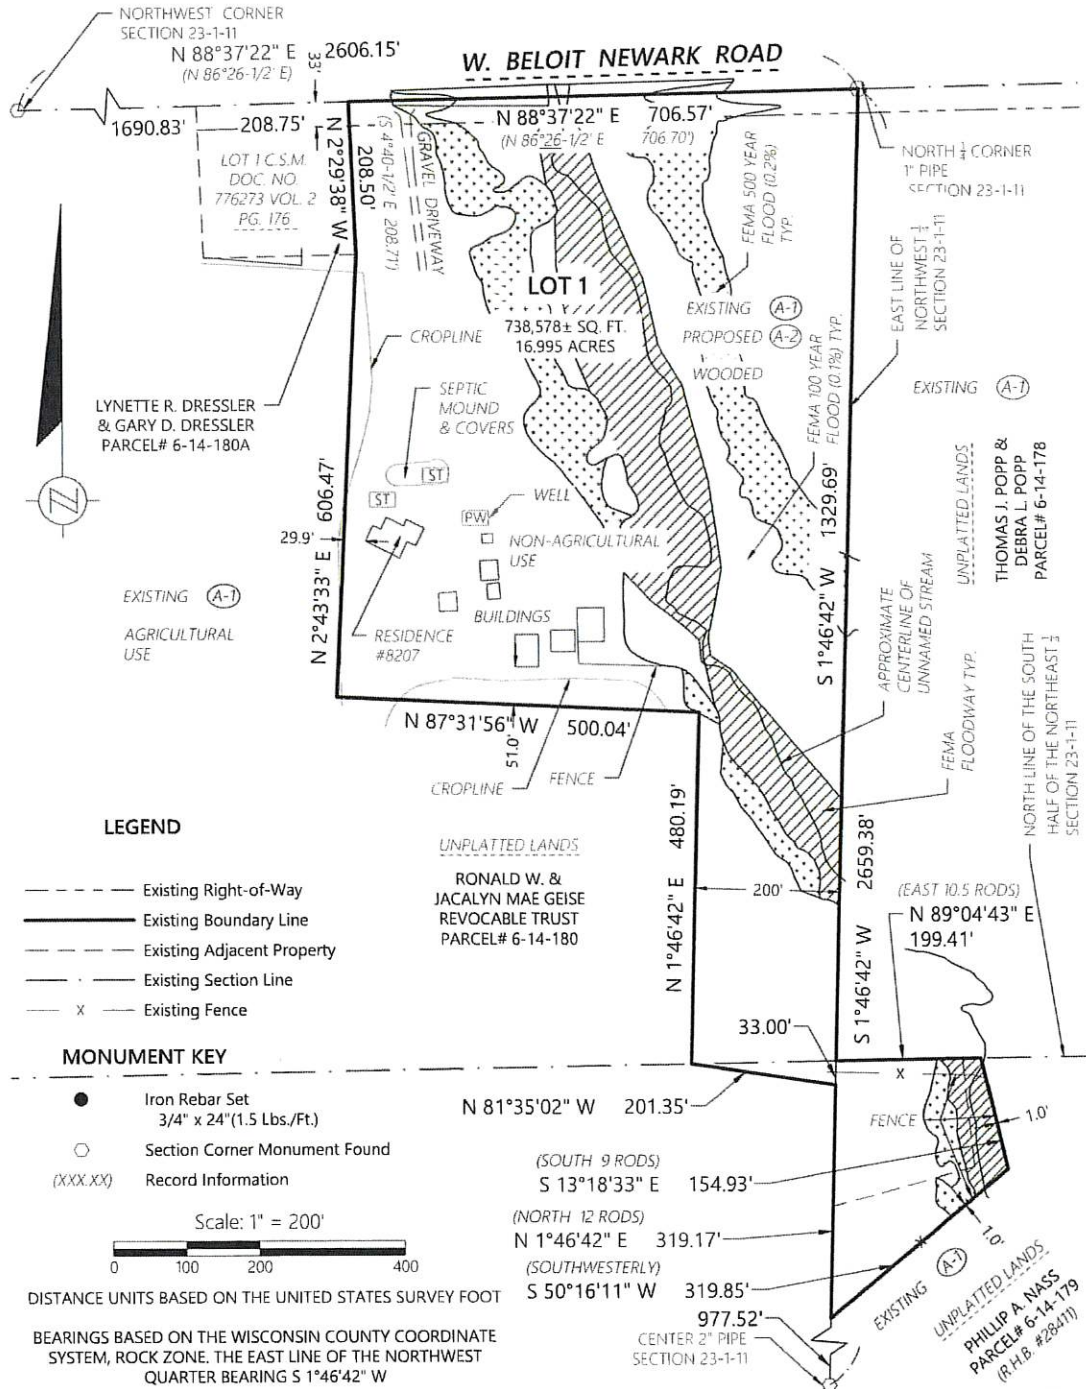 NORTHWEST CORNER
SECTION 23-1-11
N 88°37'22" E 2606.15'
(N 86°26-1/2' E)
33'
W. BELOIT NEWARK ROAD
1690.83'
208.75'
N 88°37'22" E 706.57'
(N 86°26-1/2' E 706.70')
NORTH 1/4 CORNER
1" PIPE
SECTION 23-1-11
LOT 1 C.S.M.
DOC. NO.
776273 VOL. 2
PG. 176
N 2°29'38" W
208.50'
(S 4°40-1/2' E 208.71')
GRAVEL DRIVEWAY
FEMA 500 YEAR
FLOOD (0.2%)
TYP.
EAST LINE OF
NORTHWEST 1/4
SECTION 23-1-11
LOT 1
738,578± SQ. FT.
16.995 ACRES
EXISTING A-1
PROPOSED A-2
WOODED
FEMA 100 YEAR
FLOOD (0.1%) TYP.
EXISTING A-1
CROPLINE
SEPTIC
MOUND
& COVERS
LYNETTE R. DRESSLER
& GARY D. DRESSLER
PARCEL# 6-14-180A
ST
ST
WELL
PW
NON-AGRICULTURAL
USE
UNPLATTED LANDS
THOMAS J. POPP &
DEBRA L. POPP
PARCEL# 6-14-178
N 2°43'33" E 606.47'
29.9'
S 1°46'42" W 1329.69'
EXISTING A-1
AGRICULTURAL
USE
RESIDENCE
#8207
BUILDINGS
APPROXIMATE
CENTERLINE OF
UNNAMED STREAM
FEMA
FLOODWAY TYP.
NORTH LINE OF THE SOUTH
HALF OF THE NORTHEAST
SECTION 23-1-11
N 87°31'56" W 500.04'
51.0'
CROPLINE
FENCE
N 1°46'42" E 480.19'
200'
S 1°46'42" W 2659.38'
UNPLATTED LANDS
RONALD W. &
JACALYN MAE GEISE
REVOCABLE TRUST
PARCEL# 6-14-180
(EAST 10.5 RODS)
N 89°04'43" E
199.41'
LEGEND
Existing Right-of-Way
Existing Boundary Line
Existing Adjacent Property
Existing Section Line
X Existing Fence
33.00'
X
MONUMENT KEY
Iron Rebar Set
3/4" x 24"(1.5 Lbs./Ft.)
Section Corner Monument Found
(XXX.XX) Record Information
N 81°35'02" W 201.35'
FENCE
1.0'
(SOUTH 9 RODS)
S 13°18'33" E 154.93'
(NORTH 12 RODS)
N 1°46'42" E 319.17'
(SOUTHWESTERLY)
S 50°16'11" W 319.85'
1.0'
X
977.52'
CENTER 2" PIPE
SECTION 23-1-11
EXISTING A-1
UNPLATTED LANDS
PHILLIP A. NASS
PARCEL# 6-14-179
(R.H.B. #28411)
Scale: 1" = 200'
0 100 200 400
DISTANCE UNITS BASED ON THE UNITED STATES SURVEY FOOT
BEARINGS BASED ON THE WISCONSIN COUNTY COORDINATE
SYSTEM, ROCK ZONE. THE EAST LINE OF THE NORTHWEST
QUARTER BEARING S 1°46'42" W